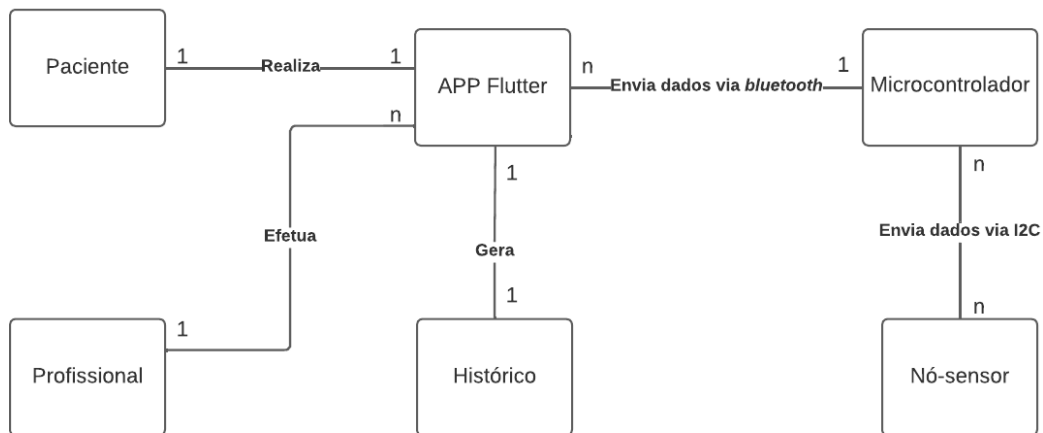 Paciente
1
Realiza
1
APP Flutter
n
Envia dados via bluetooth
1
Microcontrolador
n
1
n
Efetua
Gera
Envia dados via I2C
1
1
n
Profissional
Histórico
Nó-sensor